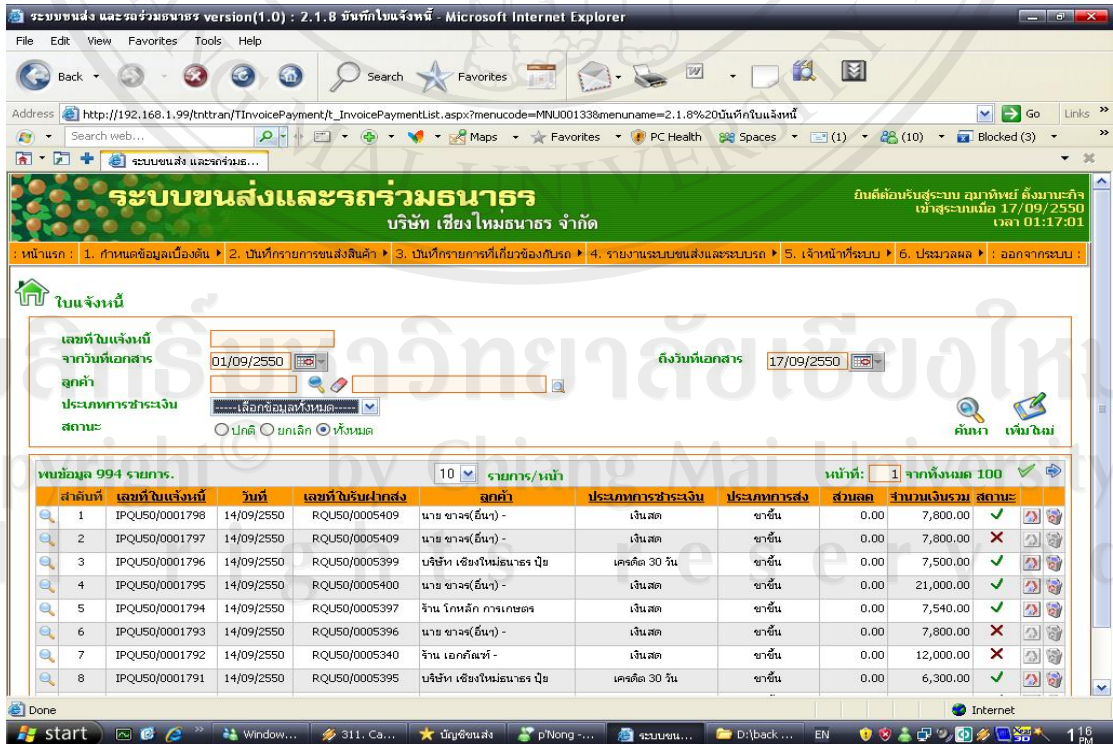 ระบบขนส่ง และรถร่วมธนาธร version(1.0) : 2.1.8 บันทึกใบแจ้งหนี้ - Microsoft Internet Explorer
File Edit View Favorites Tools Help
Back Search Favorites
Address http://192.168.1.99/tnttran/TInvoicePayment/t_InvoicePaymentList.aspx?menucode=MNU00133&menuname=2.1.8%20บันทึกใบแจ้งหนี้ Go Links
Search web... Maps Favorites PC Health Spaces (1) (10) Blocked (3)
ระบบขนส่ง และรถร่วมธ...
ระบบขนส่งและรถร่วมธนาธร
บริษัท เชียงใหม่ธนาธร จำกัด
ยินดีต้อนรับสู่ระบบ อุมาทิพย์ ตั้งมานะกิจ
เข้าสู่ระบบเมื่อ 17/09/2550
เวลา 01:17:01
: หน้าแรก : 1. กำหนดข้อมูลเบื้องต้น 2. บันทึกรายการขนส่งสินค้า 3. บันทึกรายการที่เกี่ยวข้องกับรถ 4. รายงานระบบขนส่งและระบบรถ 5. เจ้าหน้าที่ระบบ 6. ประมวลผล : ออกจากระบบ :
ใบแจ้งหนี้
เลขที่ใบแจ้งหนี้
จากวันที่เอกสาร 01/09/2550 ถึงวันที่เอกสาร 17/09/2550
ลูกค้า
ประเภทการชำระเงิน -----เลือกข้อมูลทั้งหมด-----
สถานะ ปกติ ยกเลิก ทั้งหมด
ค้นหา เพิ่มใหม่
พบข้อมูล 994 รายการ. 10 รายการ/หน้า หน้าที่: 1 จากทั้งหมด 100
ลำดับที่ เลขที่ใบแจ้งหนี้ วันที่ เลขที่ใบรับฝากส่ง ลูกค้า ประเภทการชำระเงิน ประเภทการส่ง ส่วนลด จำนวนเงินรวม สถานะ
1 IPQU50/0001798 14/09/2550 RQU50/0005409 นาย ขาจร(อื่นๆ) - เงินสด ขาขึ้น 0.00 7,800.00
2 IPQU50/0001797 14/09/2550 RQU50/0005409 นาย ขาจร(อื่นๆ) - เงินสด ขาขึ้น 0.00 7,800.00
3 IPQU50/0001796 14/09/2550 RQU50/0005399 บริษัท เชียงใหม่ธนาธร ปุ๋ย เครดิต 30 วัน ขาขึ้น 0.00 7,500.00
4 IPQU50/0001795 14/09/2550 RQU50/0005400 นาย ขาจร(อื่นๆ) - เงินสด ขาขึ้น 0.00 21,000.00
5 IPQU50/0001794 14/09/2550 RQU50/0005397 ร้าน โกหลัก การเกษตร เงินสด ขาขึ้น 0.00 7,540.00
6 IPQU50/0001793 14/09/2550 RQU50/0005396 นาย ขาจร(อื่นๆ) - เงินสด ขาขึ้น 0.00 7,800.00
7 IPQU50/0001792 14/09/2550 RQU50/0005340 ร้าน เอกภัณฑ์ - เงินสด ขาขึ้น 0.00 12,000.00
8 IPQU50/0001791 14/09/2550 RQU50/0005395 บริษัท เชียงใหม่ธนาธร ปุ๋ย เครดิต 30 วัน ขาขึ้น 0.00 6,300.00
Done Internet
start Window... 311. Ca... บัญชีขนส่ง p'Nong -... ระบบขน... D:\back ... EN 1:16 PM